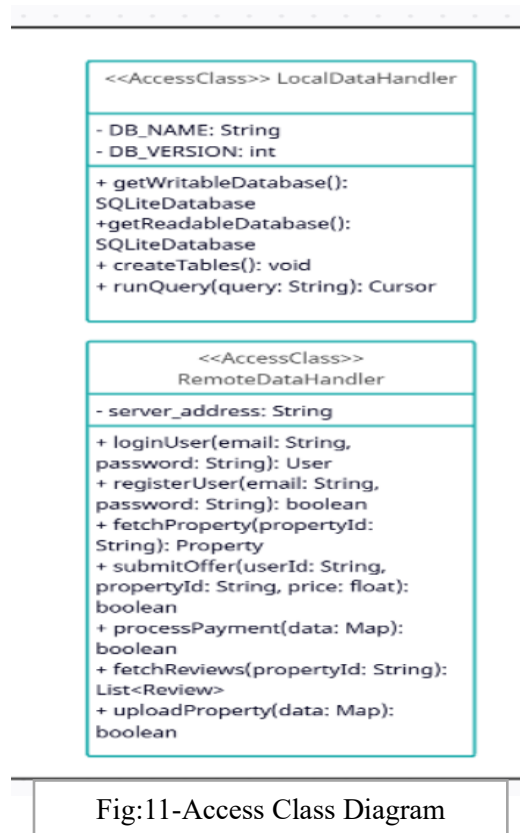 <<AccessClass>> LocalDataHandler
- DB_NAME: String
- DB_VERSION: int
+ getWritableDatabase():
SQLiteDatabase
+getReadableDatabase():
SQLiteDatabase
+ createTables(): void
+ runQuery(query: String): Cursor
<<AccessClass>>
RemoteDataHandler
- server_address: String
+ loginUser(email: String,
password: String): User
+ registerUser(email: String,
password: String): boolean
+ fetchProperty(propertyId:
String): Property
+ submitOffer(userId: String,
propertyId: String, price: float):
boolean
+ processPayment(data: Map):
boolean
+ fetchReviews(propertyId: String):
List<Review>
+ uploadProperty(data: Map):
boolean
Fig:11-Access Class Diagram